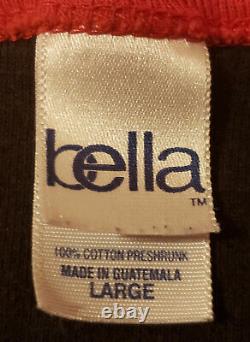 bella
TM
100% COTTON PRESHRUNK
MADE IN GUATEMALA
LARGE